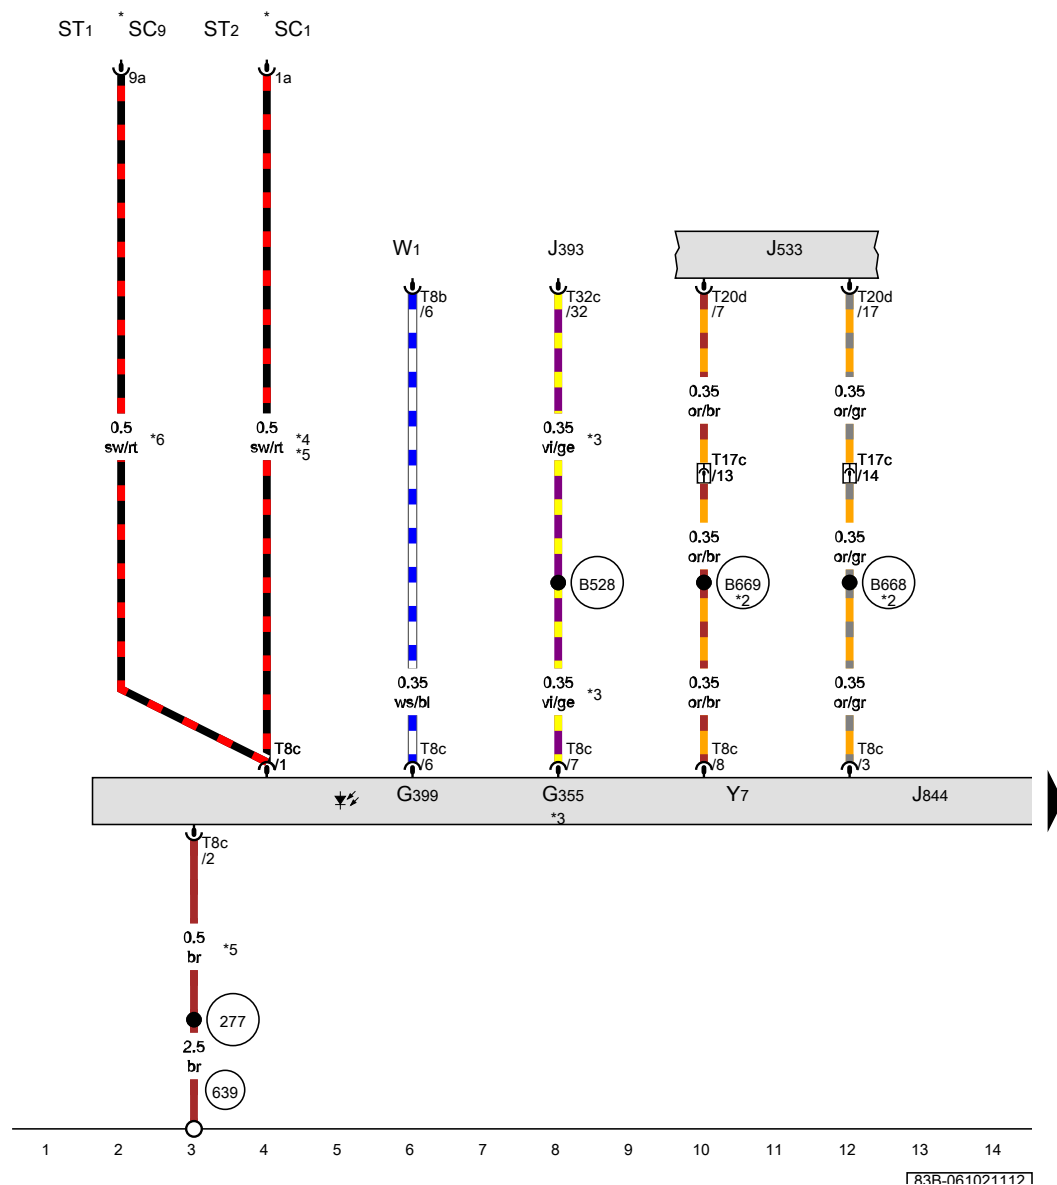 ST1 * SC9 ST2 * SC1
9a 1a
W1 J393 J533
T8b T32c T20d T20d
/6 /32 /7 /17
0.35 0.35
or/br or/gr
0.5 0.5 0.35
sw/rt *6 sw/rt *4 vi/ge *3
*5
T17c T17c
/13 /14
0.35 0.35
or/br or/gr
B528 B669 B668
*2 *2
0.35 0.35 0.35 0.35
ws/bl vi/ge *3 or/br or/gr
T8c T8c T8c T8c T8c
/1 /6 /7 /8 /3
G399 G355 Y7 J844
*3
T8c
/2
0.5
br *5
277
2.5
br
639
1 2 3 4 5 6 7 8 9 10 11 12 13 14
83B-061021112